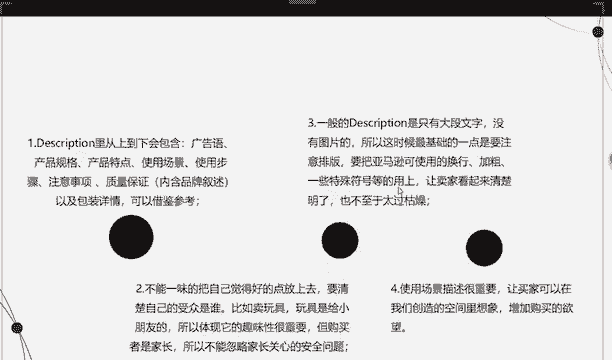 1.Description里从上到下会包含：广告语、
产品规格、产品特点、使用场景、使用步
骤、注意事项 、质量保证（内含品牌叙述）
以及包装详情，可以借鉴参考；
3.一般的Description是只有大段文字，没
有图片的，所以这时候最基础的一点是要注
意排版，要把亚马逊可使用的换行、加粗、
一些特殊符号等的用上，让卖家看起来清楚
明了，也不至于太过枯燥；
2.不能一味的把自己觉得好的点放上去，要清
楚自己的受众是谁。比如卖玩具，玩具是给小
朋友的，所以体现它的趣味性很重要，但购买
者是家长，所以不能忽略家长关心的安全问题；
4.使用场景描述很重要，让买家可以在
我们创造的空间里想象，增加购买的欲
望。